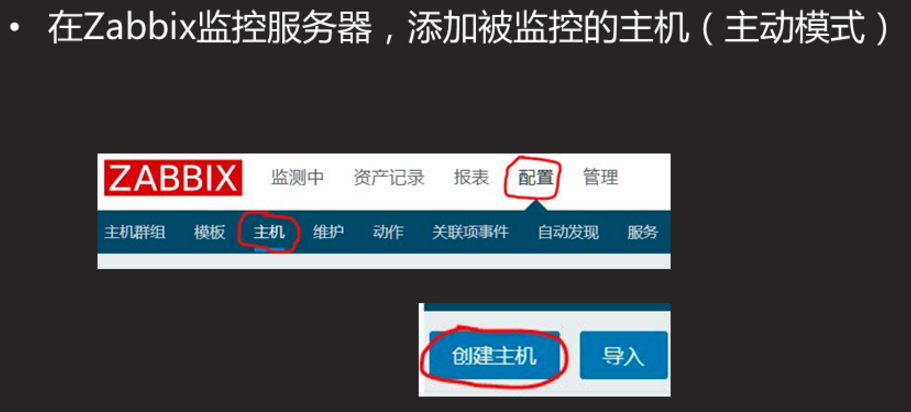 • 在Zabbix监控服务器，添加被监控的主机（主动模式）
ZABBIX 监测中 资产记录 报表 配置 管理
主机群组 模板 主机 维护 动作 关联项事件 自动发现 服务
创建主机 导入